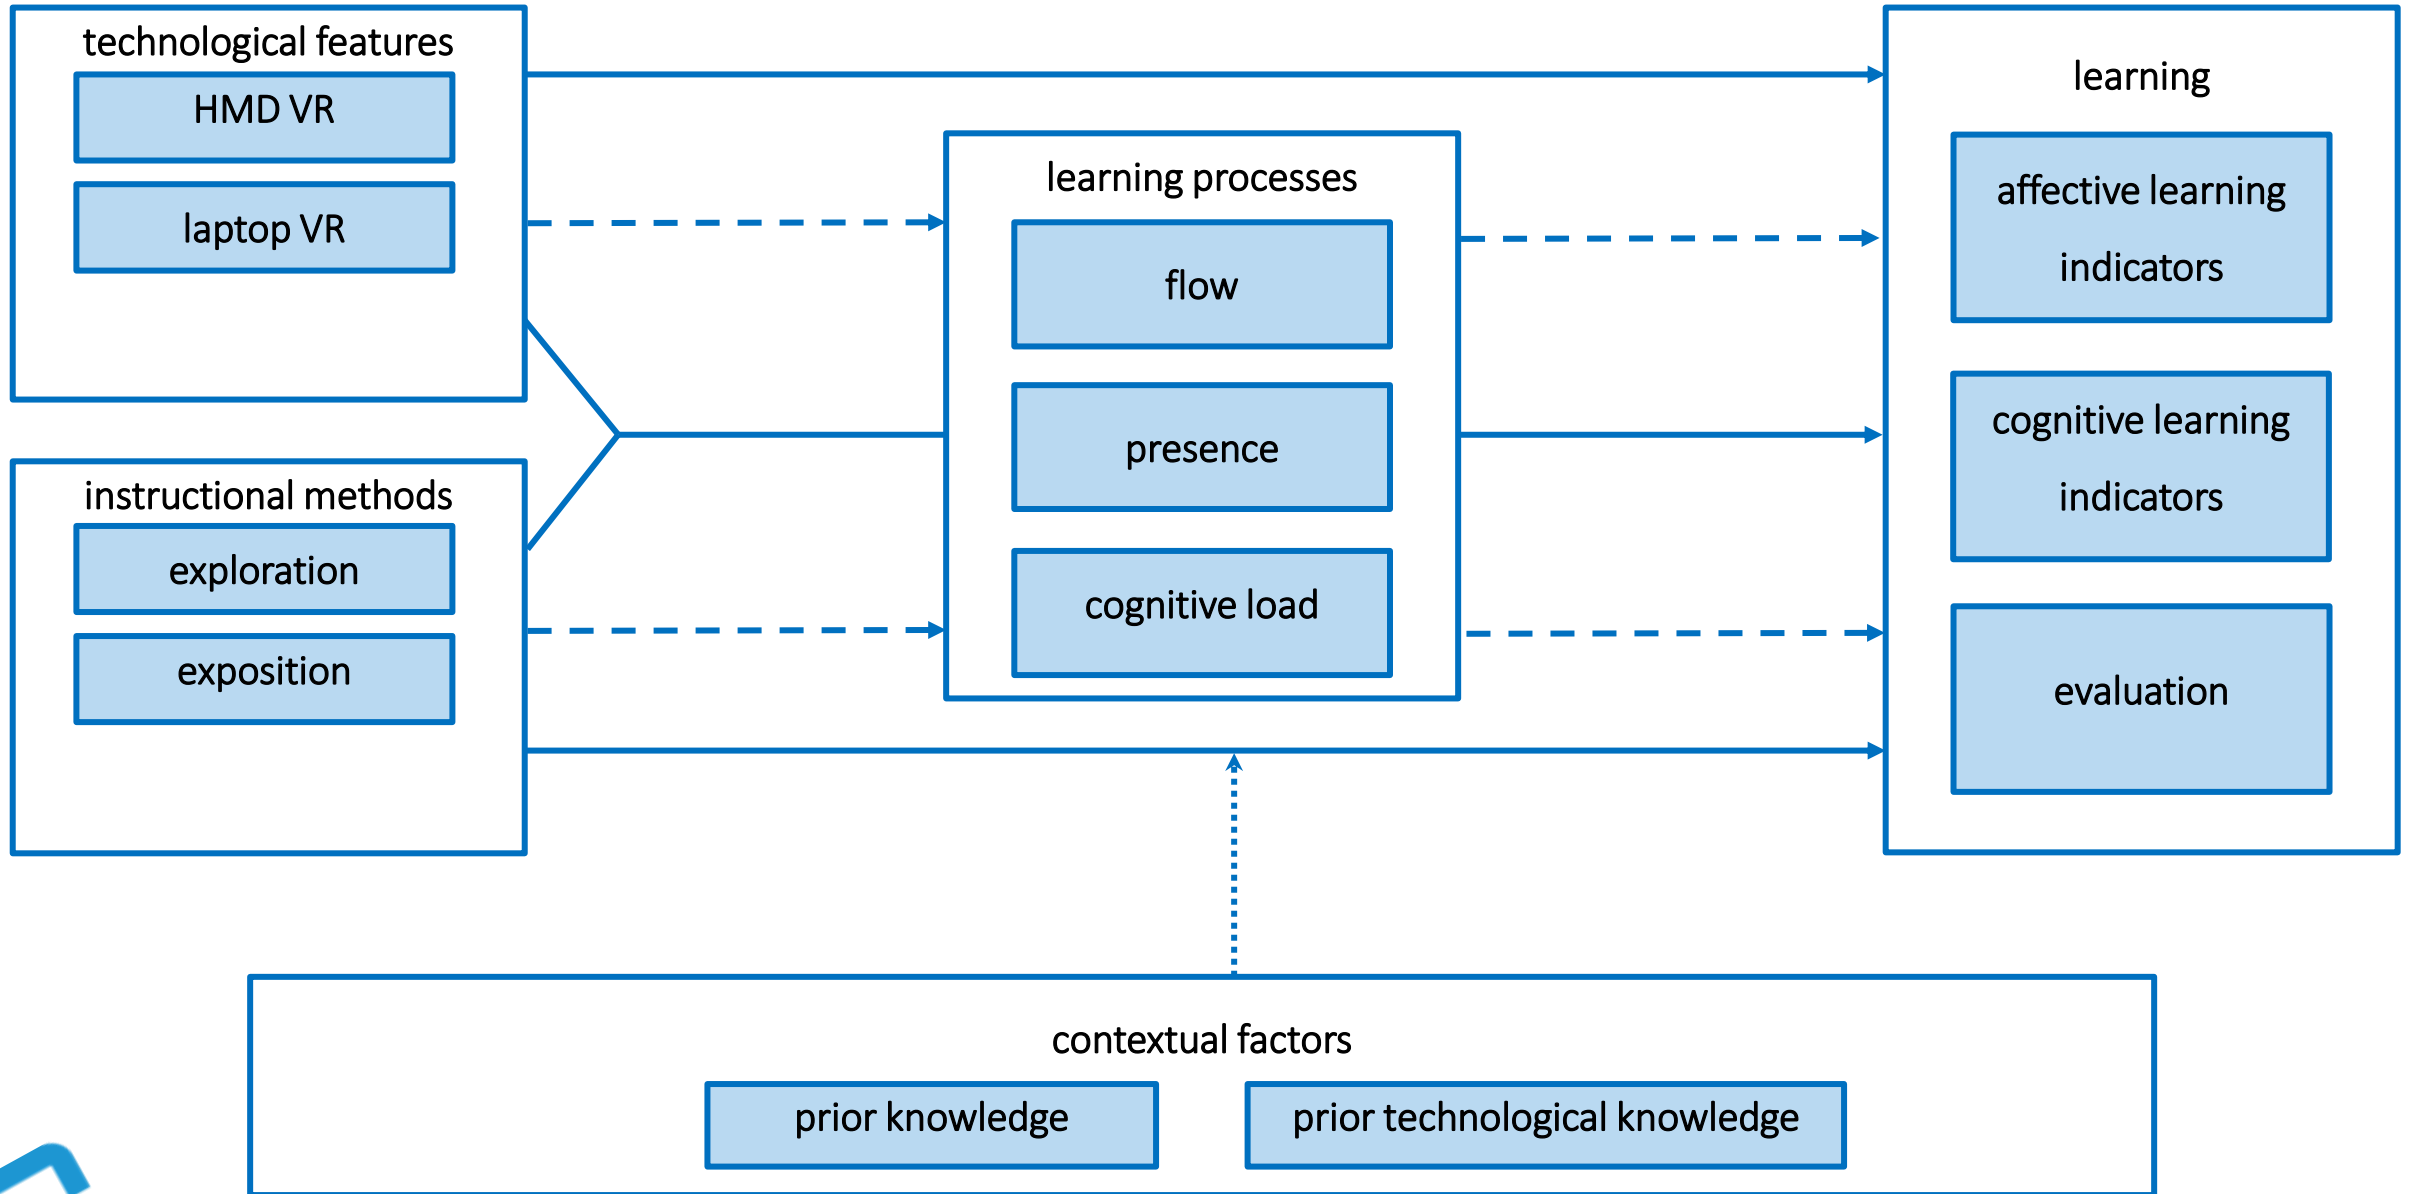 technological features
HMD VR
laptop VR
instructional methods
exploration
exposition
learning processes
flow
presence
cognitive load
learning
affective learning
indicators
cognitive learning
indicators
evaluation
contextual factors
prior knowledge
prior technological knowledge